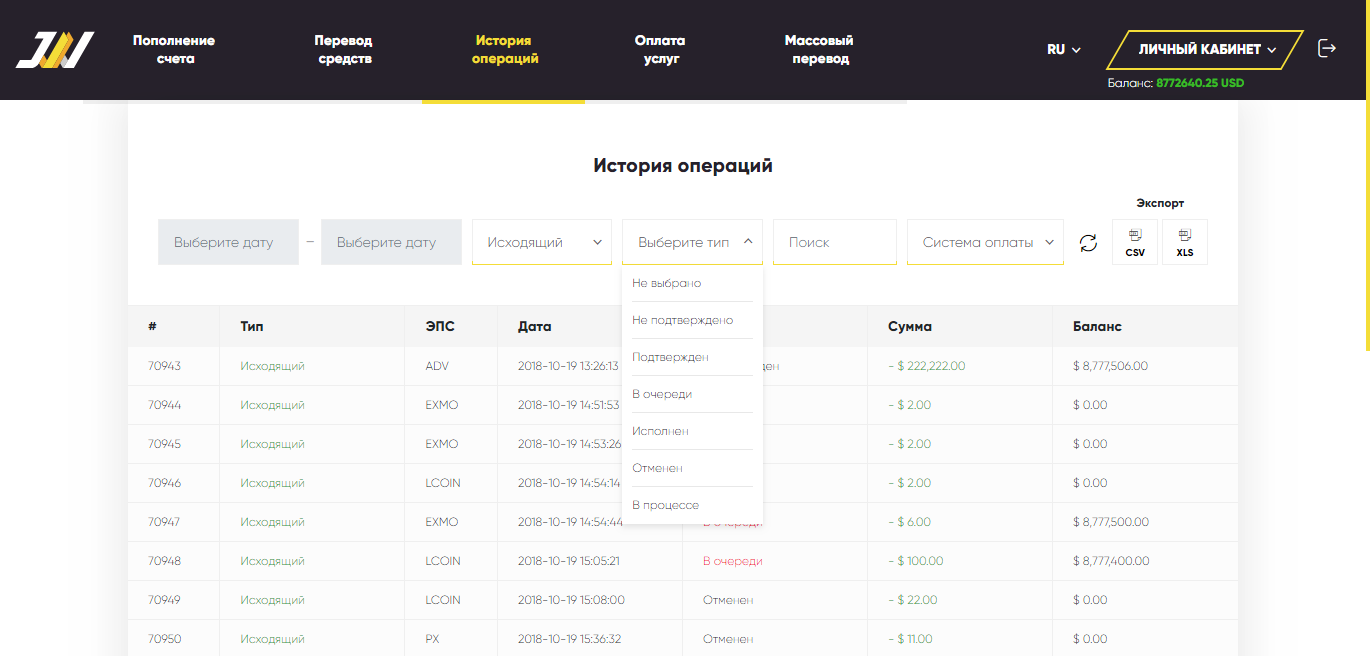 Пополнение счета
Перевод средств
История операций
Оплата услуг
Массовый перевод
RU
ЛИЧНЫЙ КАБИНЕТ
Баланс: 8772640.25 USD
История операций
Экспорт
Выберите дату – Выберите дату Исходящий Выберите тип Поиск Система оплаты CSV XLS
Не выбрано
Не подтверждено
Подтвержден
В очереди
Исполнен
Отменен
В процессе
# Тип ЭПС Дата Сумма Баланс
70943 Исходящий ADV 2018-10-19 13:26:13 - $ 222,222.00 $ 8,777,506.00
70944 Исходящий EXMO 2018-10-19 14:51:53 - $ 2.00 $ 0.00
70945 Исходящий EXMO 2018-10-19 14:53:26 - $ 2.00 $ 0.00
70946 Исходящий LCOIN 2018-10-19 14:54:14 - $ 2.00 $ 0.00
70947 Исходящий EXMO 2018-10-19 14:54:44 В очереди - $ 6.00 $ 8,777,500.00
70948 Исходящий LCOIN 2018-10-19 15:05:21 В очереди - $ 100.00 $ 8,777,400.00
70949 Исходящий LCOIN 2018-10-19 15:08:00 Отменен - $ 22.00 $ 0.00
70950 Исходящий PX 2018-10-19 15:36:32 Отменен - $ 11.00 $ 0.00